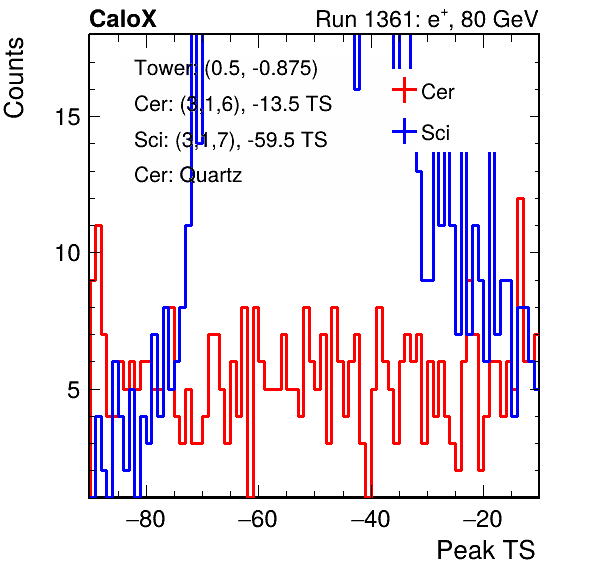 CaloX Run 1361: e⁺, 80 GeV
Counts
Tower: (0.5, -0.875)
Cer: (3,1,6), -13.5 TS
Sci: (3,1,7), -59.5 TS
Cer: Quartz
Cer
Sci
15
10
5
−80 −60 −40 −20
Peak TS